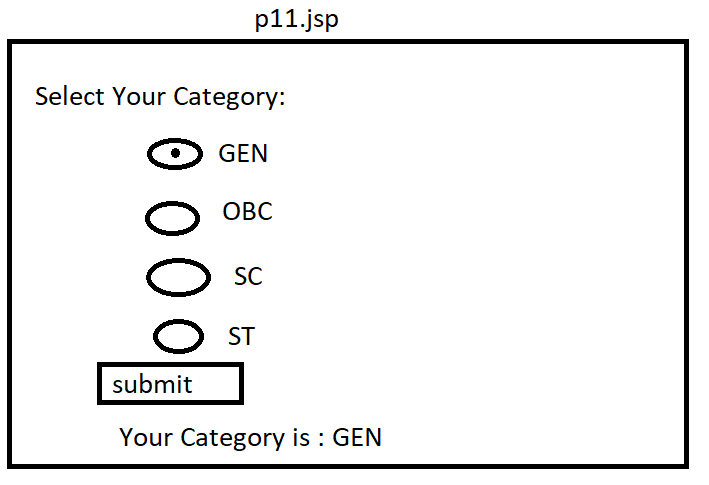 p11.jsp
Select Your Category:
GEN
OBC
SC
ST
submit
Your Category is : GEN